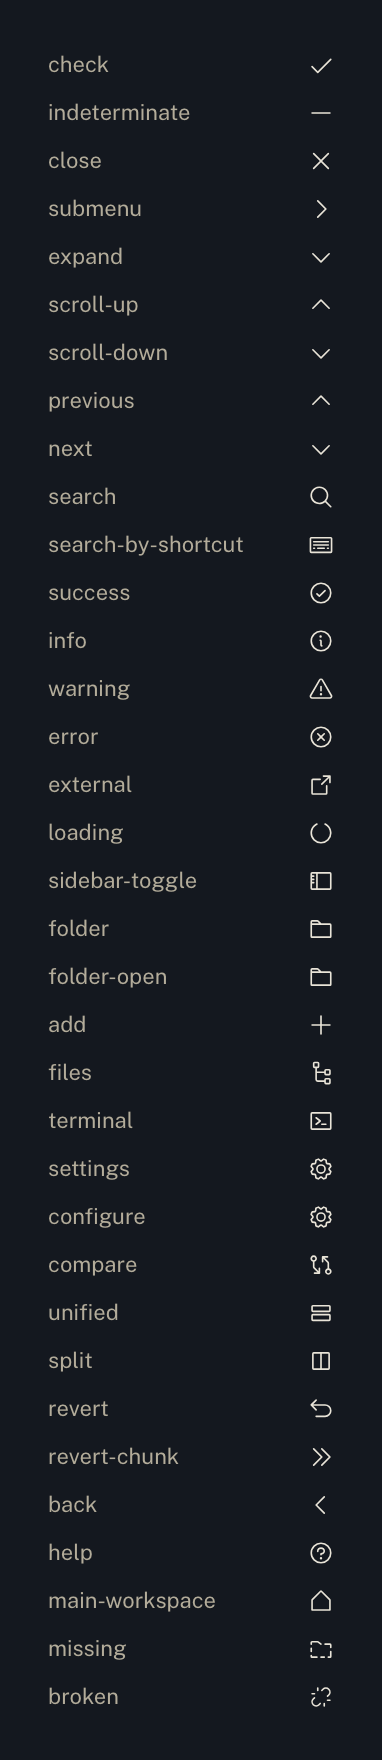 check
indeterminate
close
submenu
expand
scroll-up
scroll-down
previous
next
search
search-by-shortcut
success
info
warning
error
external
loading
sidebar-toggle
folder
folder-open
add
files
terminal
settings
configure
compare
unified
split
revert
revert-chunk
back
help
main-workspace
missing
broken